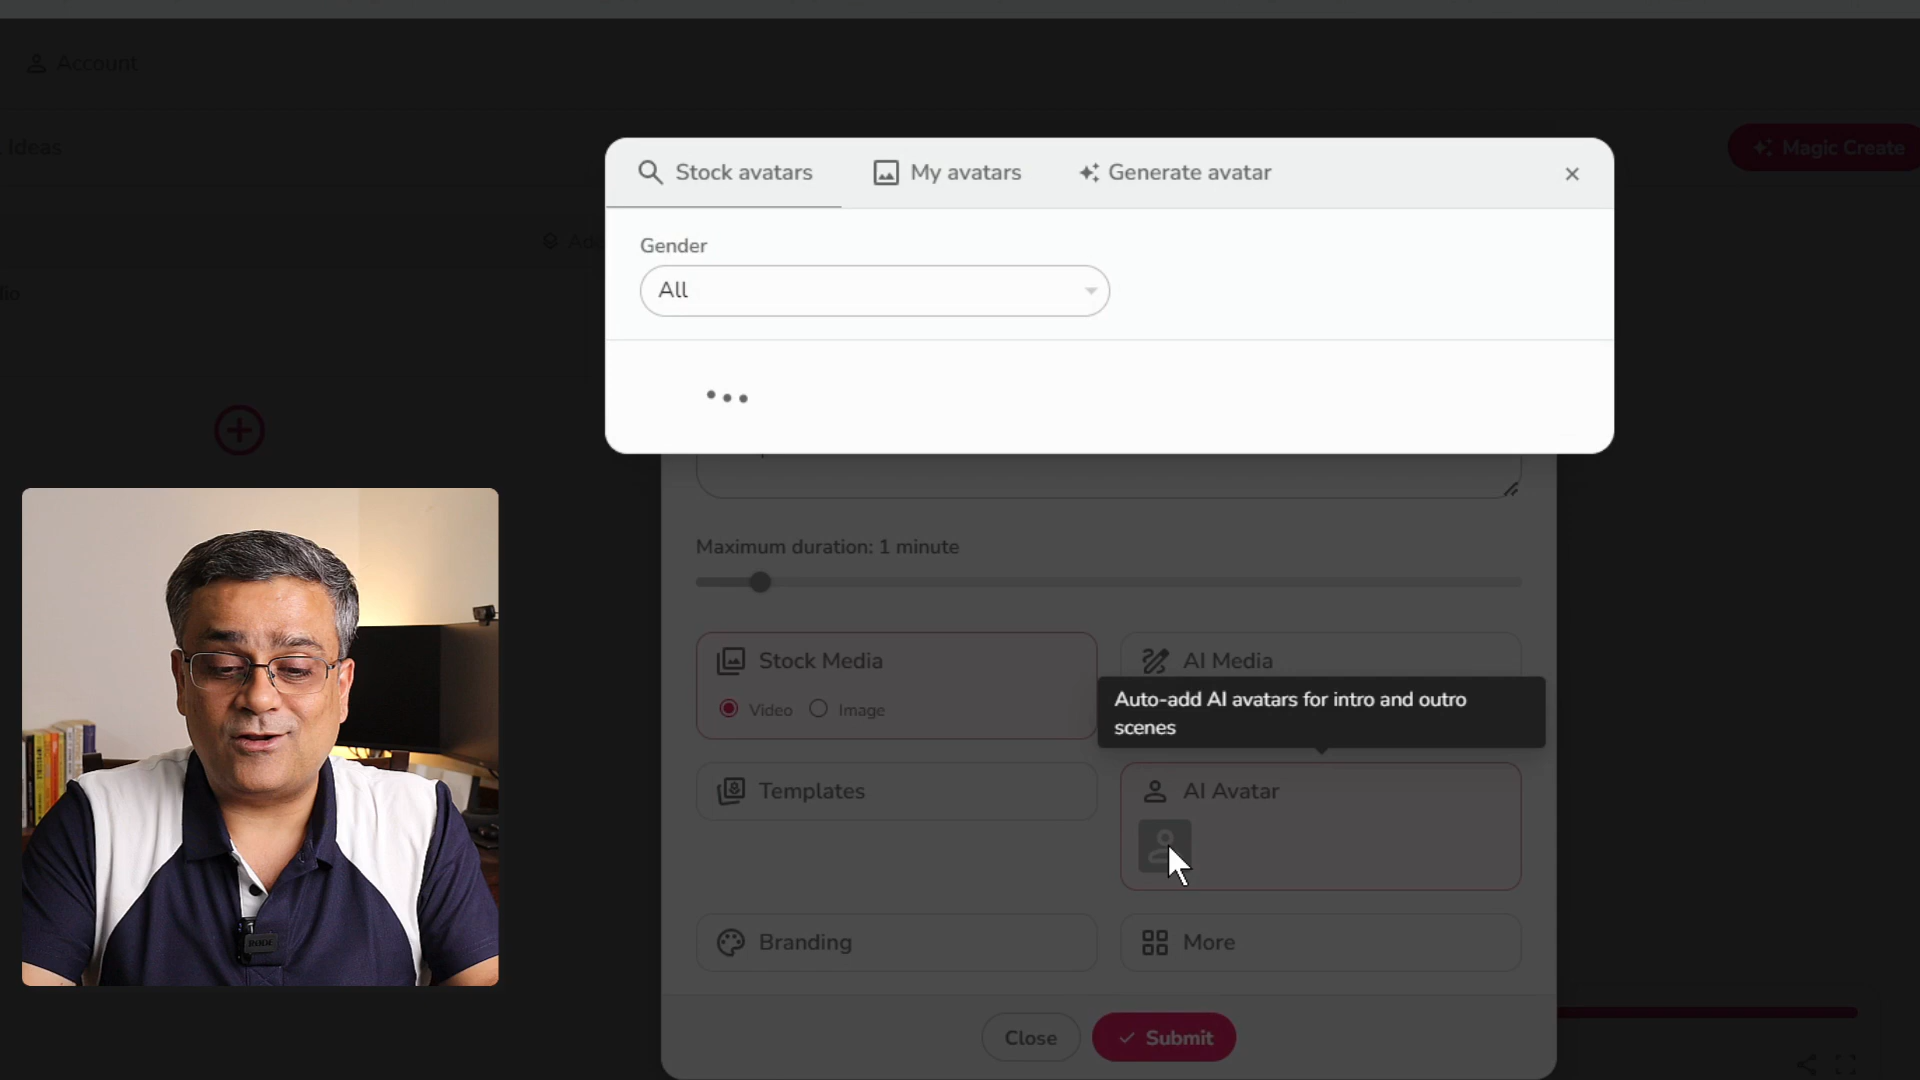 Account
Ideas
Magic Create
Stock avatars
My avatars
Generate avatar
Gender
All
Maximum duration: 1 minute
Stock Media
Video
Image
AI Media
Auto-add AI avatars for intro and outro
scenes
Templates
AI Avatar
Branding
More
Close
Submit
RODE